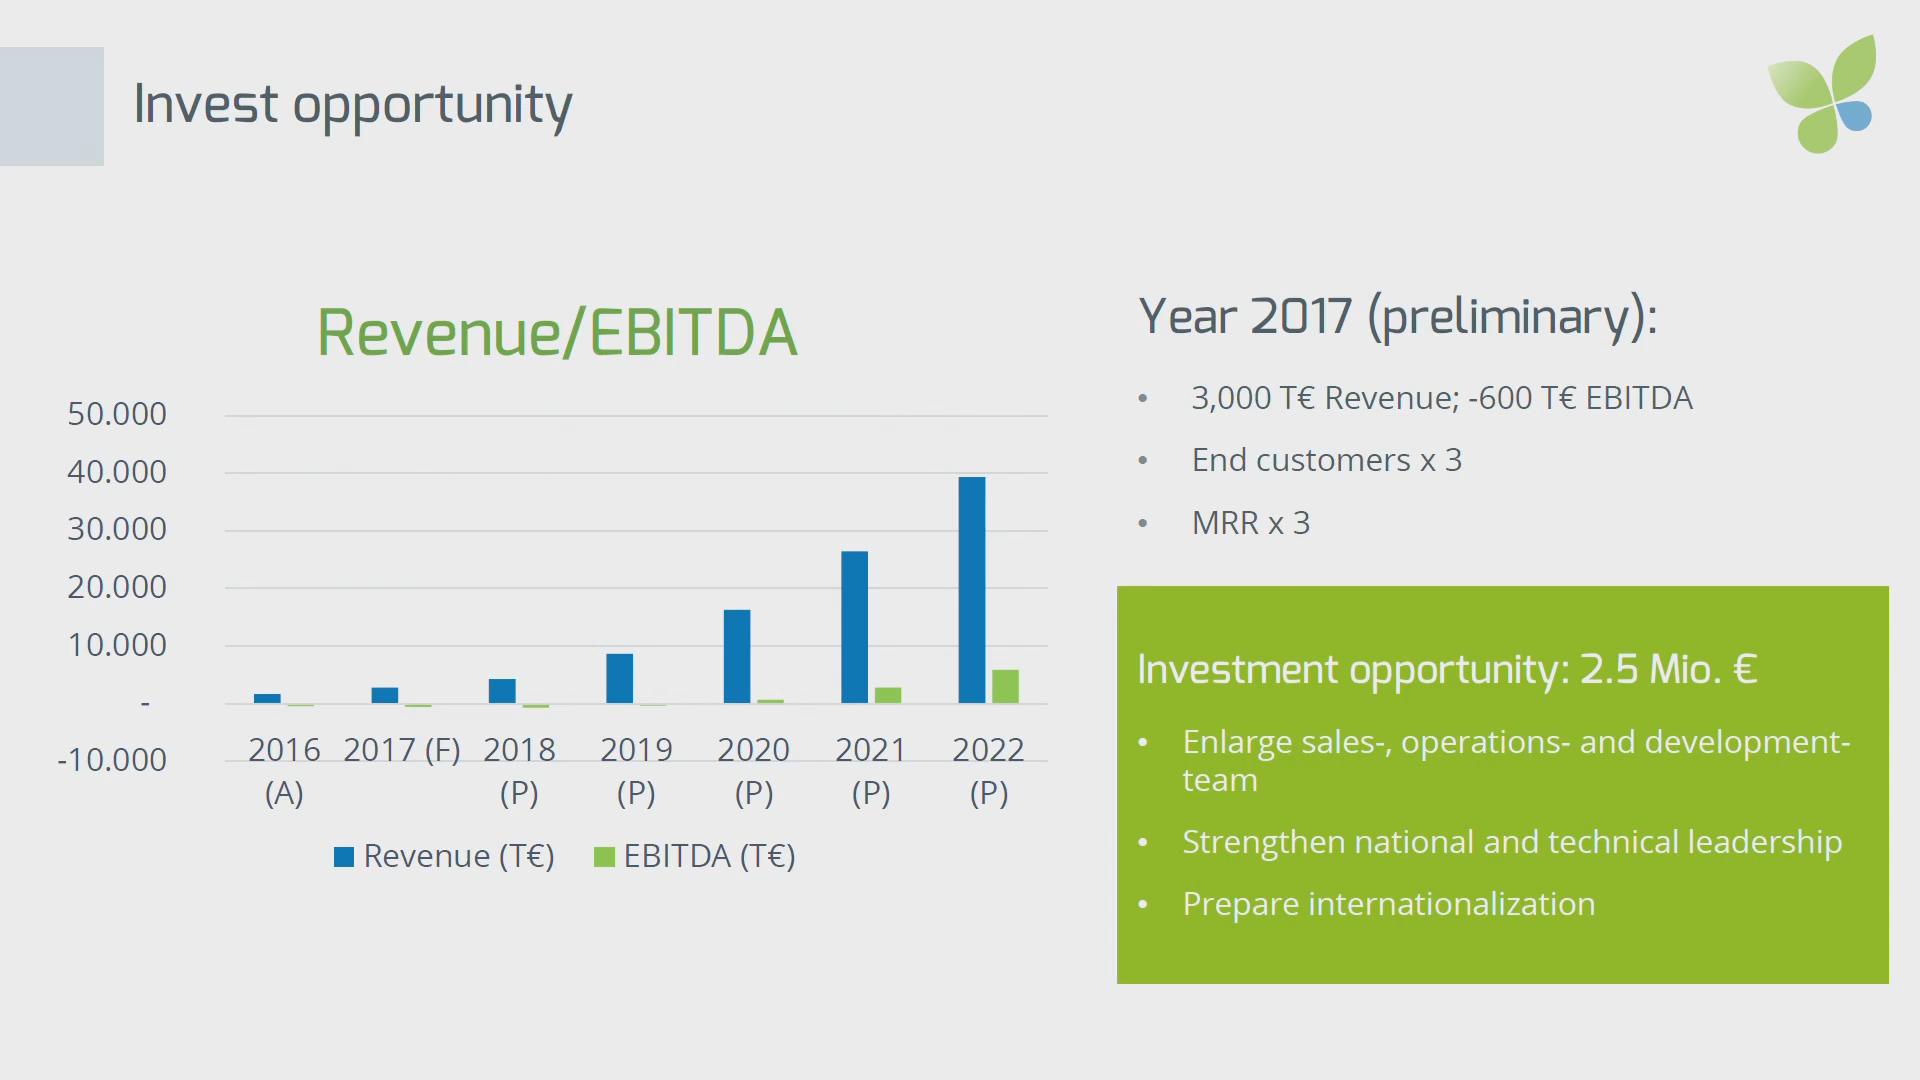 Invest opportunity
Revenue/EBITDA
50.000
40.000
30.000
20.000
10.000
-
-10.000
2016 2017 (F) 2018 2019 2020 2021 2022
(A) (P) (P) (P) (P) (P)
Revenue (T€) EBITDA (T€)
Year 2017 (preliminary):
• 3,000 T€ Revenue; -600 T€ EBITDA
• End customers x 3
• MRR x 3
Investment opportunity: 2.5 Mio. €
• Enlarge sales-, operations- and development-
team
• Strengthen national and technical leadership
• Prepare internationalization